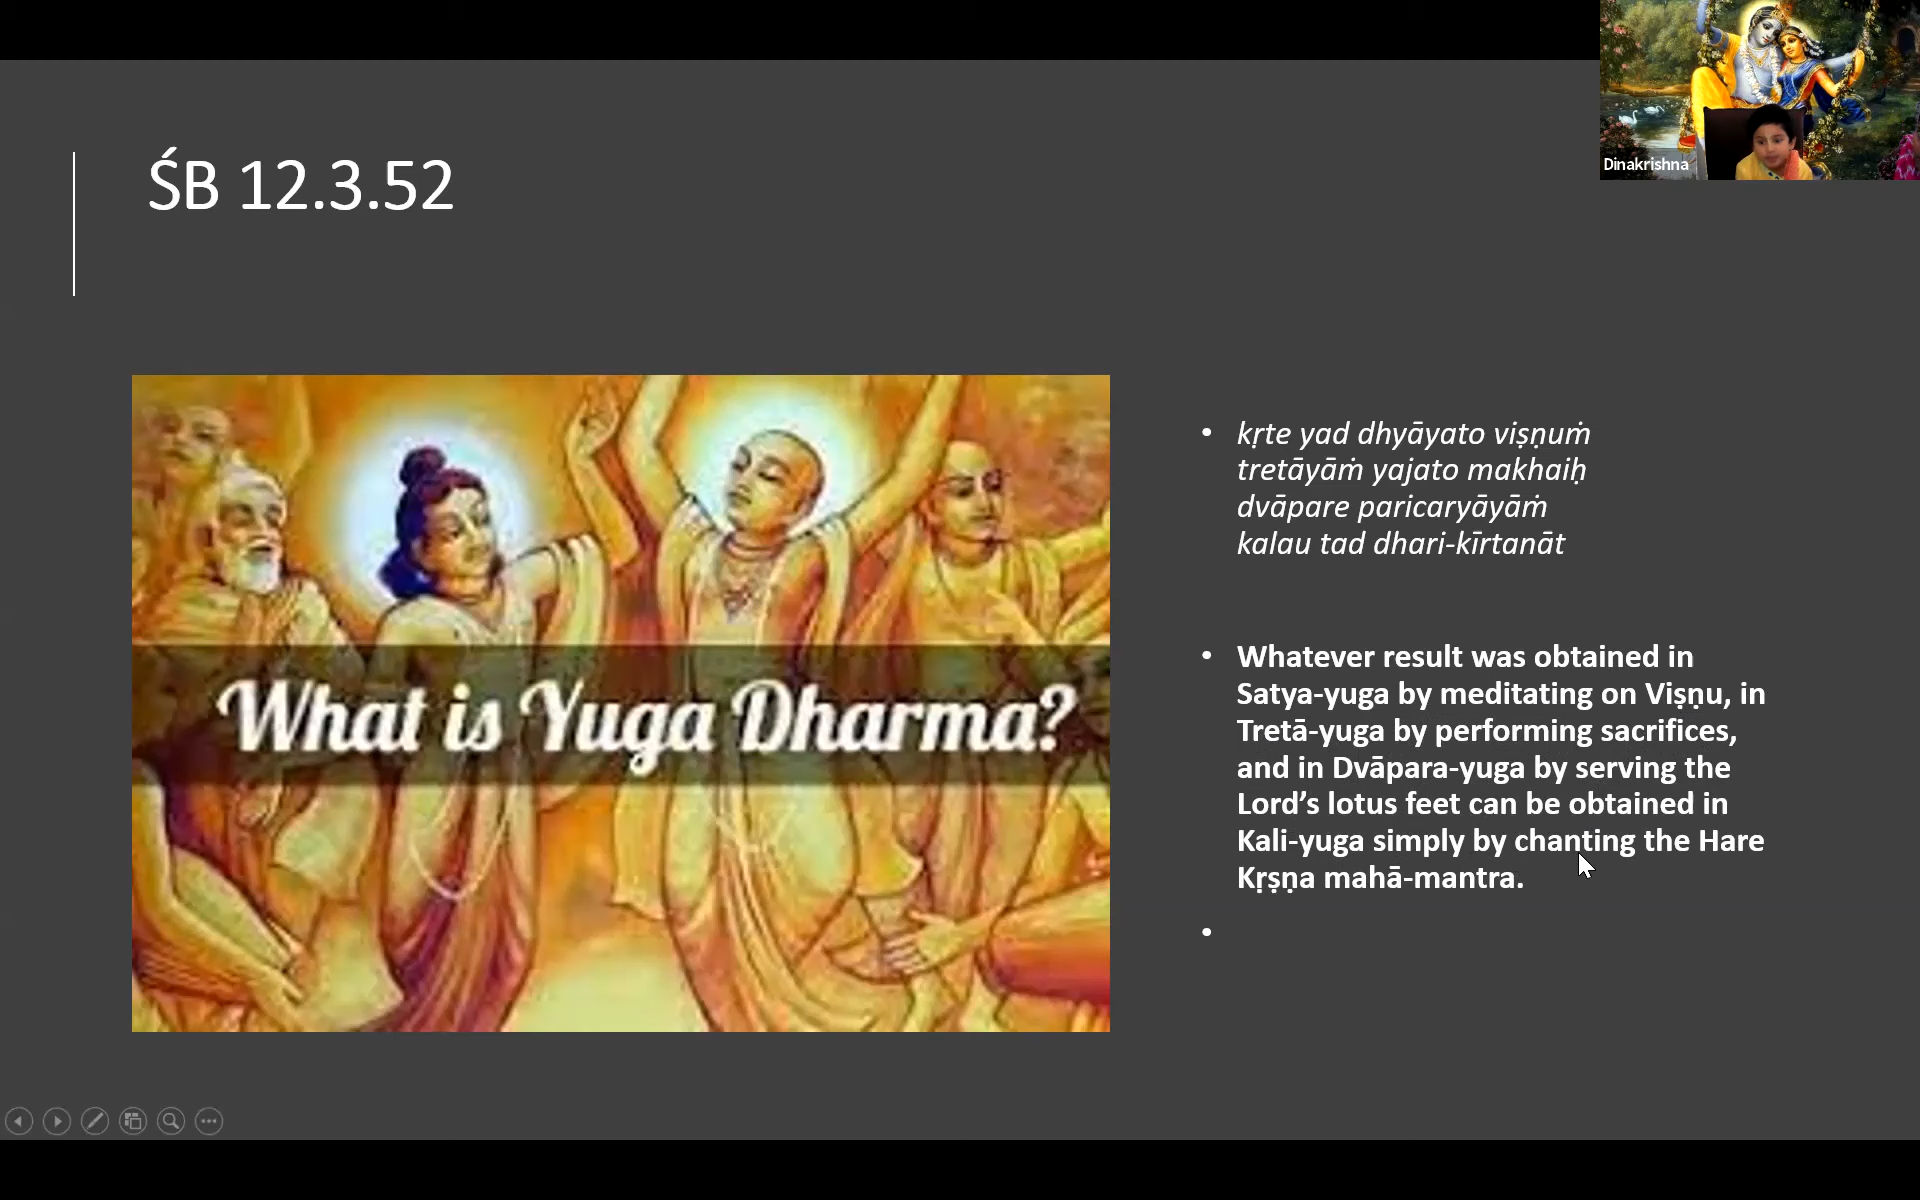 Dinakrishna
ŚB 12.3.52
kṛte yad dhyāyato viṣṇuṁ
tretāyāṁ yajato makhaiḥ
dvāpare paricaryāyāṁ
kalau tad dhari-kīrtanāt
What is Yuga Dharma?
Whatever result was obtained in
Satya-yuga by meditating on Viṣṇu, in
Tretā-yuga by performing sacrifices,
and in Dvāpara-yuga by serving the
Lord’s lotus feet can be obtained in
Kali-yuga simply by chanting the Hare
Kṛṣṇa mahā-mantra.